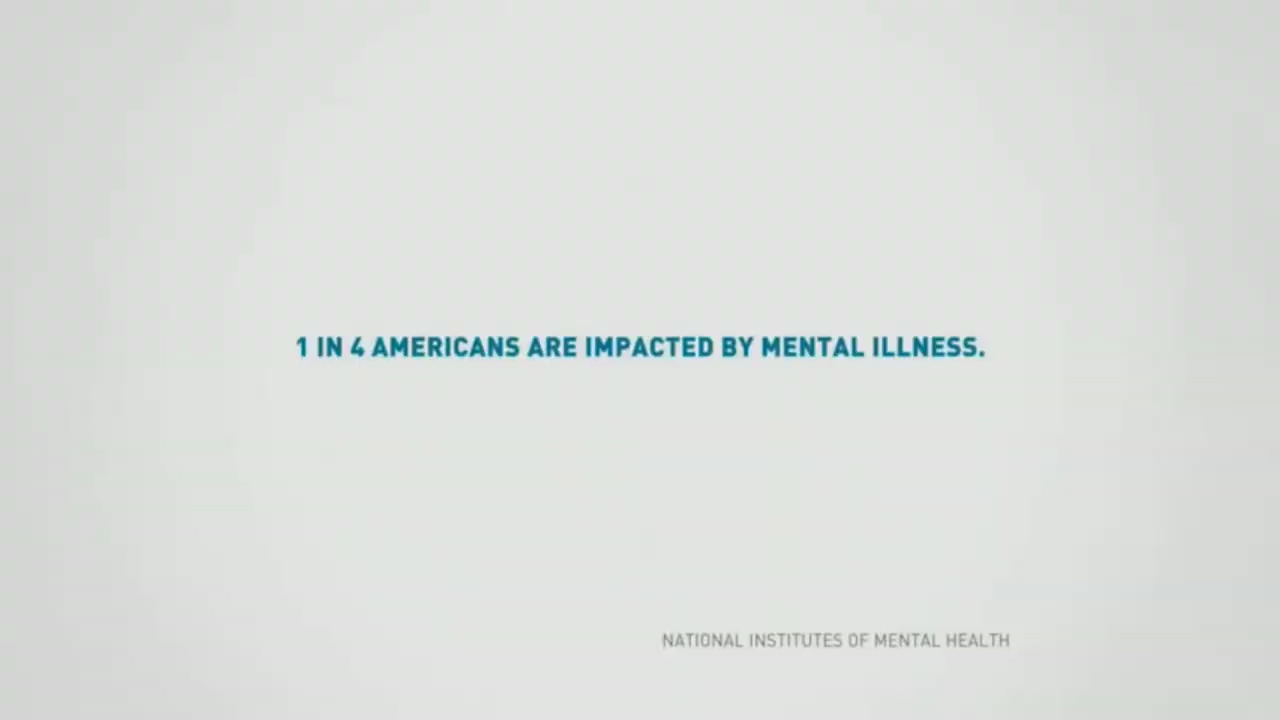 1 IN 4 AMERICANS ARE IMPACTED BY MENTAL ILLNESS.
NATIONAL INSTITUTES OF MENTAL HEALTH